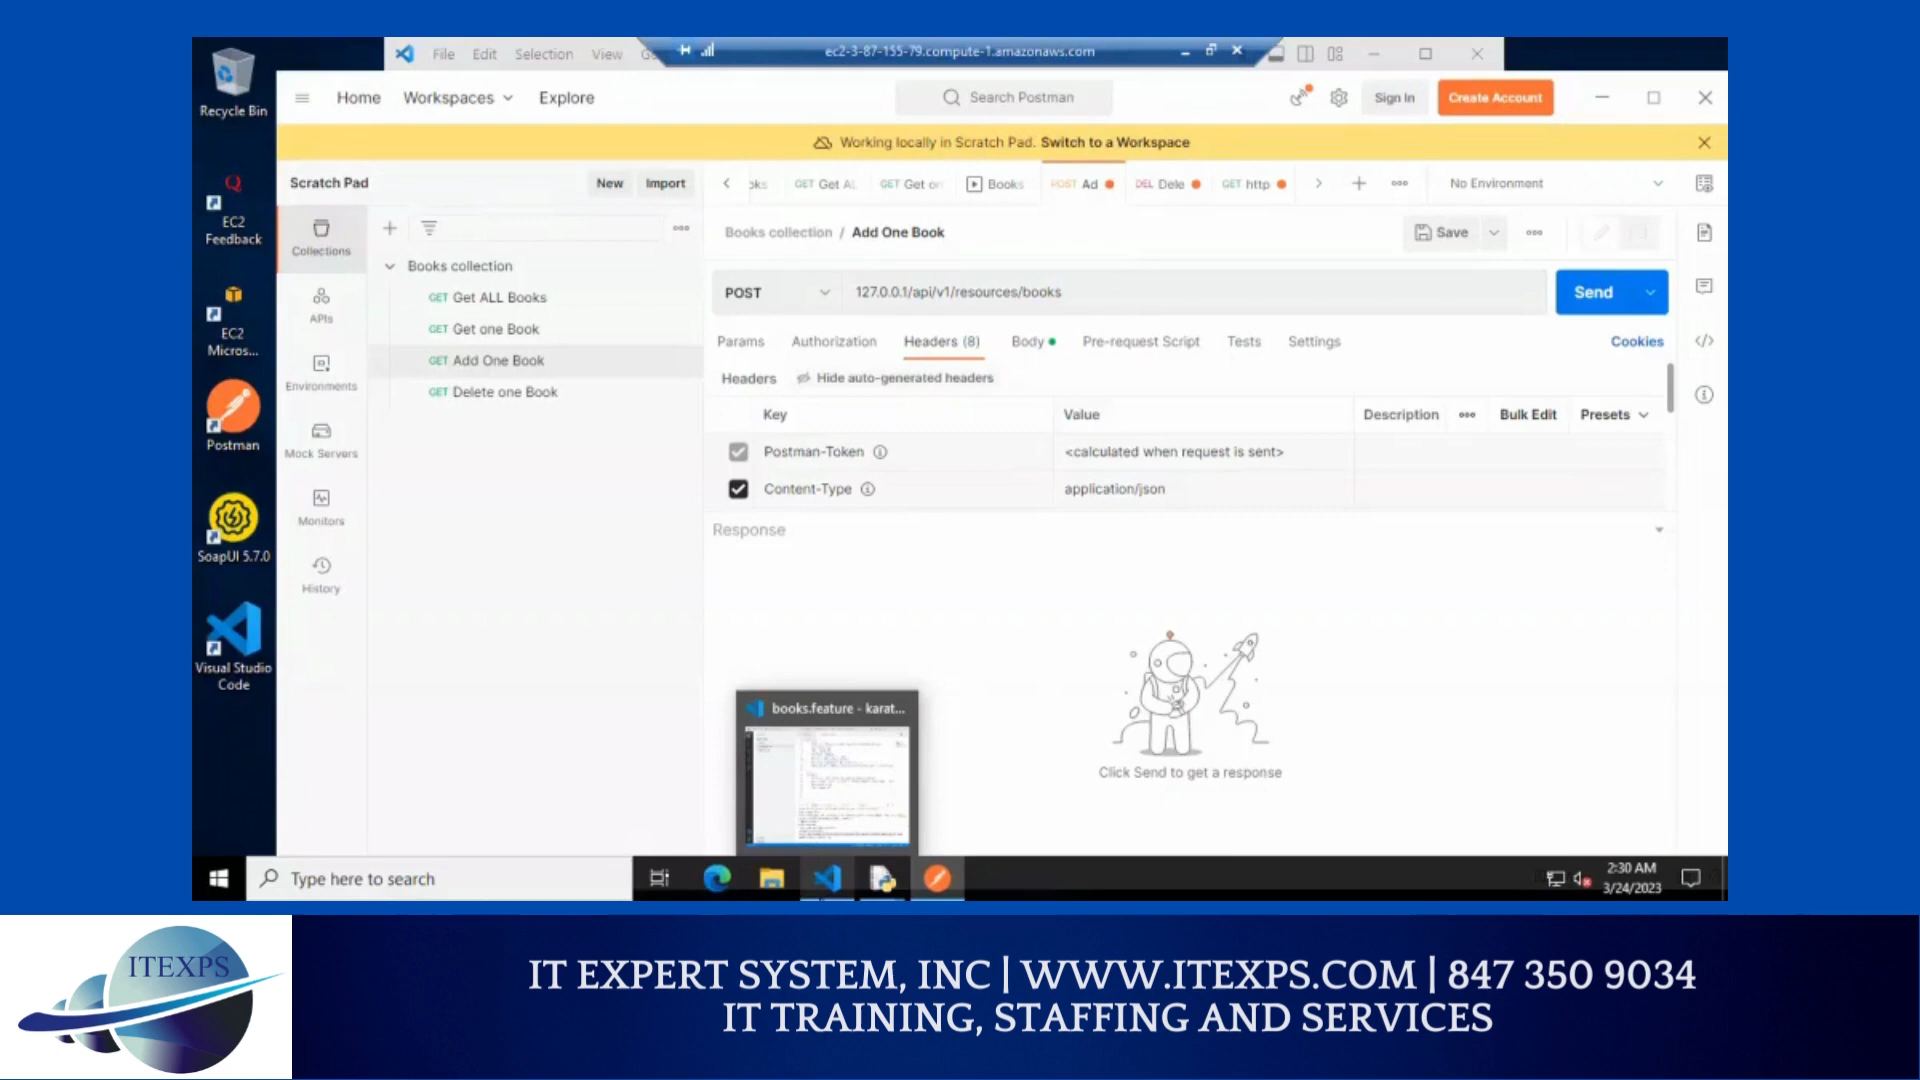 File Edit Selection View
ec2-3-87-155-79.compute-1.amazonaws.com
Recycle Bin
Home Workspaces Explore
Search Postman
Sign In
Create Account
Working locally in Scratch Pad. Switch to a Workspace
Scratch Pad New Import
GET Get
GET Get on
Books
POST Ad
DEL Dele
GET http
No Environment
EC2 Feedback
EC2 Micros...
Postman
SoapUI 5.7.0
Visual Studio Code
Collections
APIs
Environments
Mock Servers
Monitors
History
Books collection
GET Get ALL Books
GET Get one Book
GET Add One Book
GET Delete one Book
Books collection / Add One Book
Save
POST 127.0.0.1/api/v1/resources/books
Send
Params Authorization Headers (8) Body Pre-request Script Tests Settings Cookies
Headers Hide auto-generated headers
Key Value Description Bulk Edit Presets
Postman-Token <calculated when request is sent>
Content-Type application/json
Response
Click Send to get a response
books.feature - karat...
Type here to search
2:30 AM
3/24/2023
ITEXPS
IT EXPERT SYSTEM, INC | WWW.ITEXPS.COM | 847 350 9034
IT TRAINING, STAFFING AND SERVICES